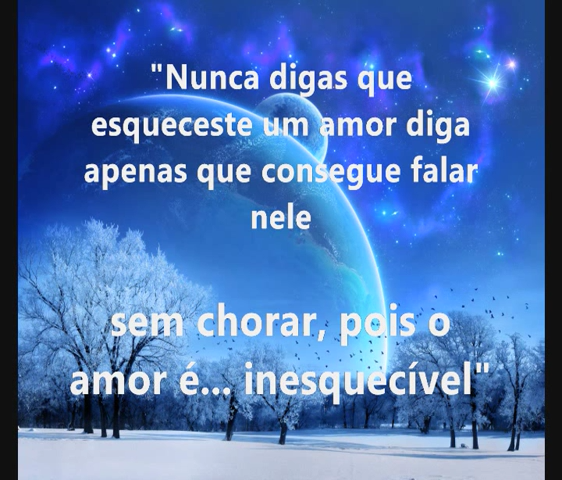 "Nunca digas que
esqueceste um amor diga
apenas que consegue falar
nele
sem chorar, pois o
amor é... inesquecível"